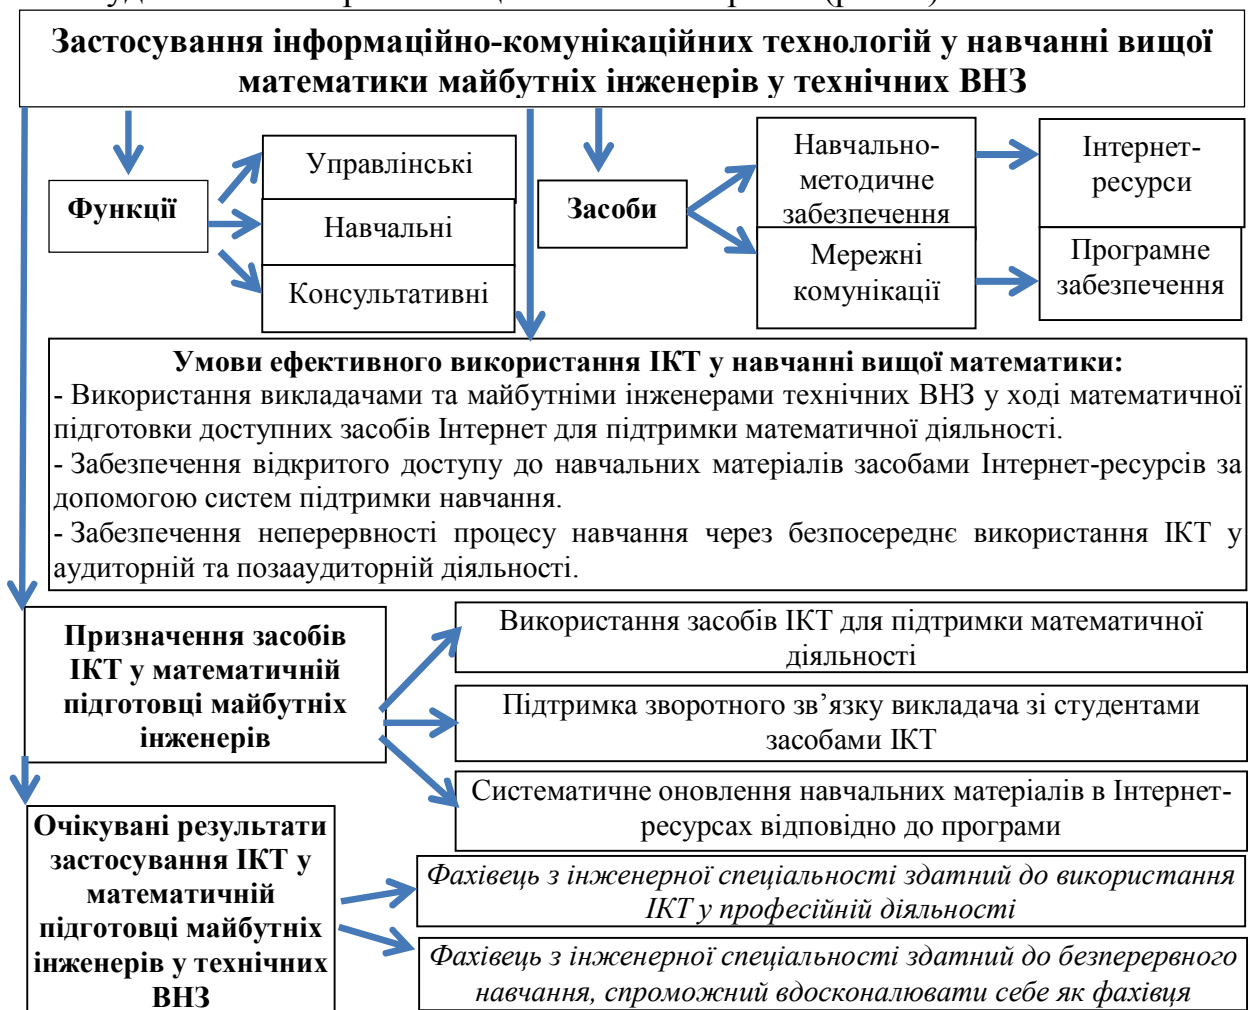 Застосування інформаційно-комунікаційних технологій у навчанні вищої
математики майбутніх інженерів у технічних ВНЗ
Функції
Управлінські
Навчальні
Консультативні
Засоби
Навчально-
методичне
забезпечення
Мережні
комунікації
Інтернет-
ресурси
Програмне
забезпечення
Умови ефективного використання ІКТ у навчанні вищої математики:
- Використання викладачами та майбутніми інженерами технічних ВНЗ у ході математичної
підготовки доступних засобів Інтернет для підтримки математичної діяльності.
- Забезпечення відкритого доступу до навчальних матеріалів засобами Інтернет-ресурсів за
допомогою систем підтримки навчання.
- Забезпечення неперервності процесу навчання через безпосереднє використання ІКТ у
аудиторній та позааудиторній діяльності.
Призначення засобів
ІКТ у математичній
підготовці майбутніх
інженерів
Використання засобів ІКТ для підтримки математичної
діяльності
Підтримка зворотного зв’язку викладача зі студентами
засобами ІКТ
Систематичне оновлення навчальних матеріалів в Інтернет-
ресурсах відповідно до програми
Очікувані результати
застосування ІКТ у
математичній
підготовці майбутніх
інженерів у технічних
ВНЗ
Фахівець з інженерної спеціальності здатний до використання
ІКТ у професійній діяльності
Фахівець з інженерної спеціальності здатний до безперервного
навчання, спроможний вдосконалювати себе як фахівця